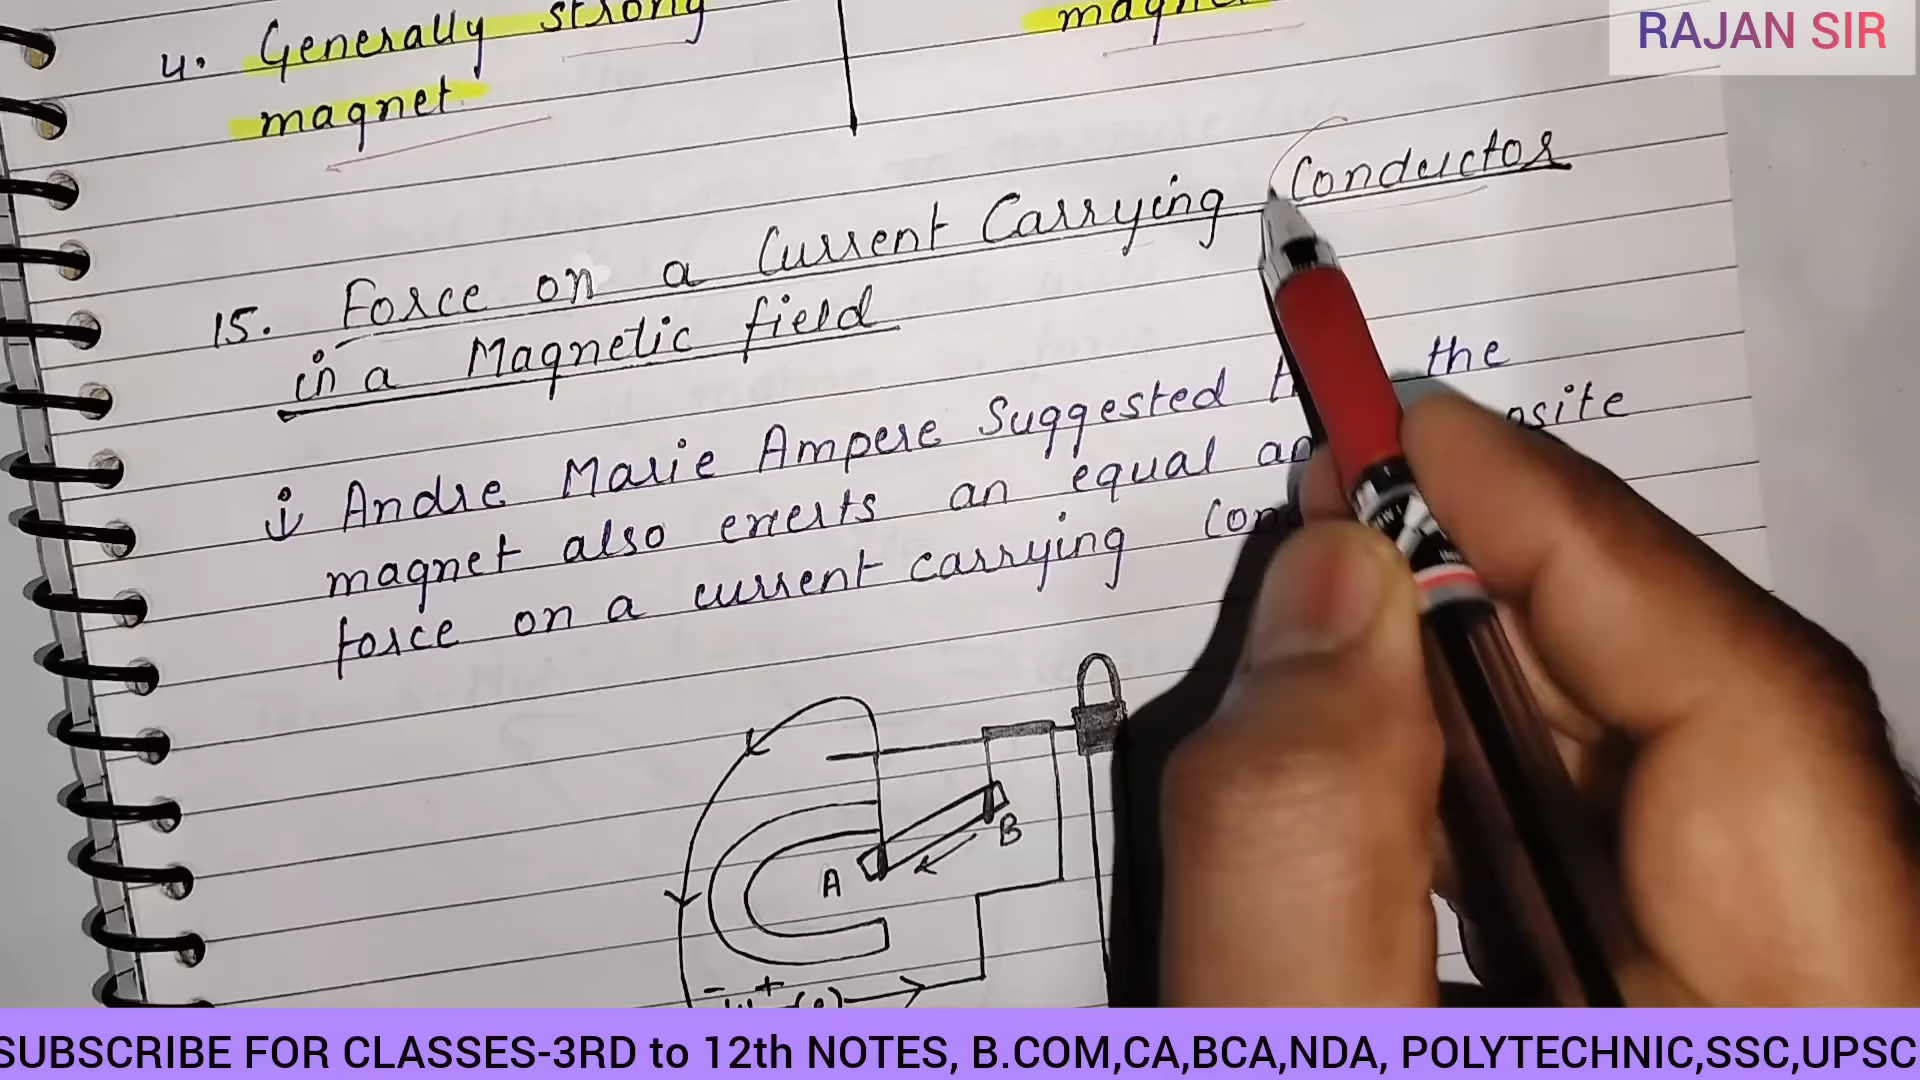 RAJAN SIR
4. Generally strong
magnet
15. Force on a Current Carrying Conductor
in a Magnetic field
i Andre Marie Ampere Suggested the
magnet also exerts an equal
force on a current carrying
B
A
- +
SUBSCRIBE FOR CLASSES-3RD to 12th NOTES, B.COM,CA,BCA,NDA, POLYTECHNIC,SSC,UPSC